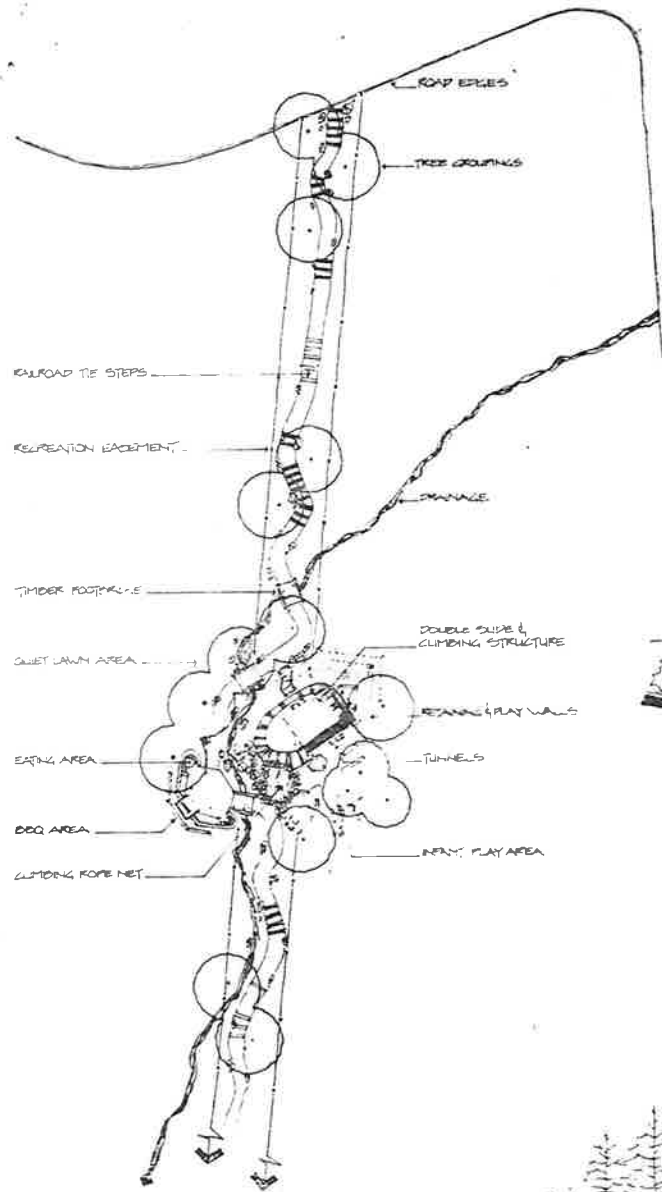 ROAD EDGES
TREE GROUPINGS
RAILROAD TIE STEPS
RECREATION EASEMENT
DRAINAGE
TIMBER FOOTBRIDGE
DOUBLE SLIDE &
CLIMBING STRUCTURE
QUIET LAWN AREA
RETAINING & PLAY WALLS
EATING AREA
TUNNELS
BBQ AREA
INFANT PLAY AREA
CLIMBING ROPE NET